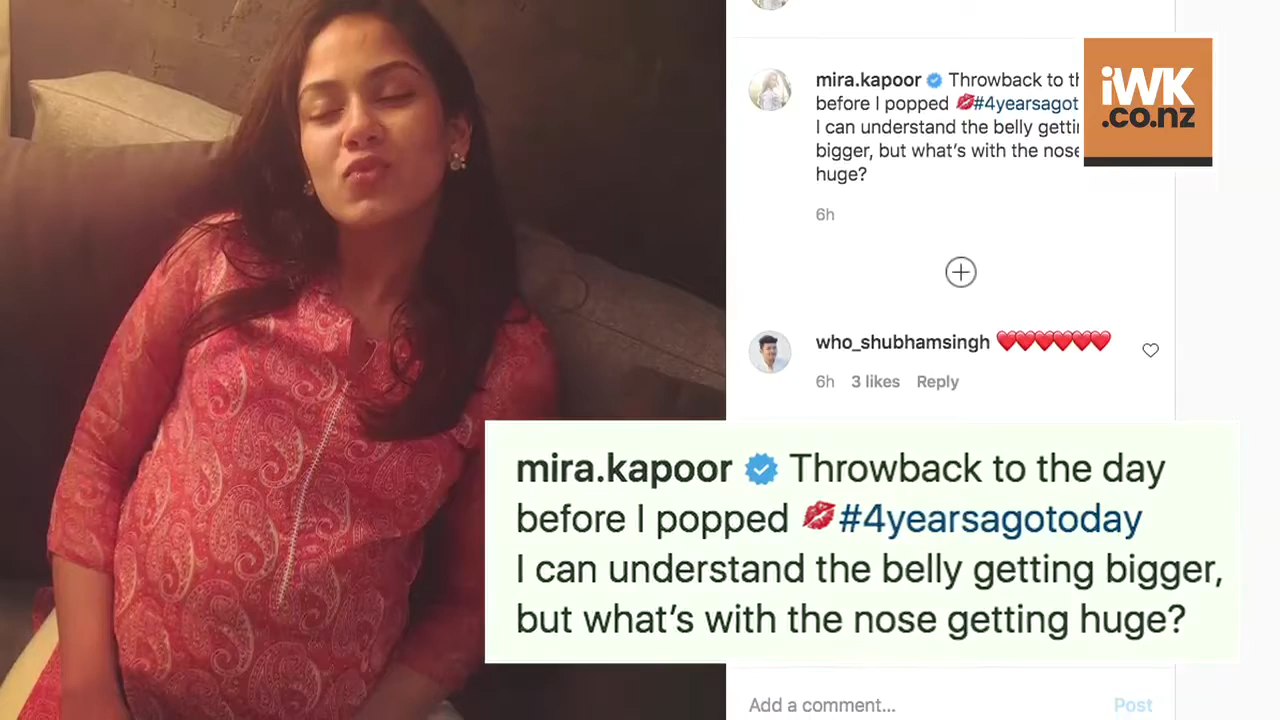 mira.kapoor Throwback to th
before I popped 💋#4yearsagot
I can understand the belly getti
bigger, but what's with the nose
huge?
6h
iWK
.co.nz
who_shubhamsingh ❤️❤️❤️❤️❤️❤️❤️
6h 3 likes Reply
mira.kapoor Throwback to the day
before I popped 💋#4yearsagotoday
I can understand the belly getting bigger,
but what's with the nose getting huge?
Add a comment... Post